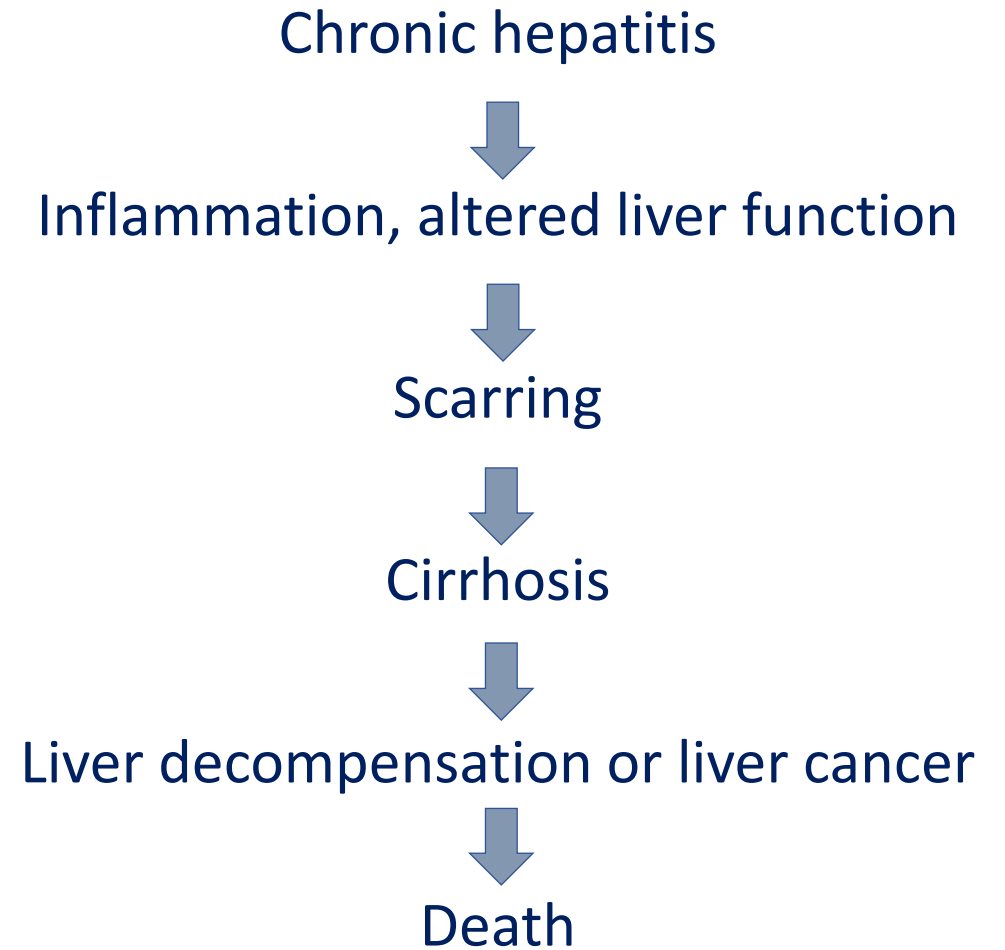 Chronic hepatitis
Inflammation, altered liver function
Scarring
Cirrhosis
Liver decompensation or liver cancer
Death